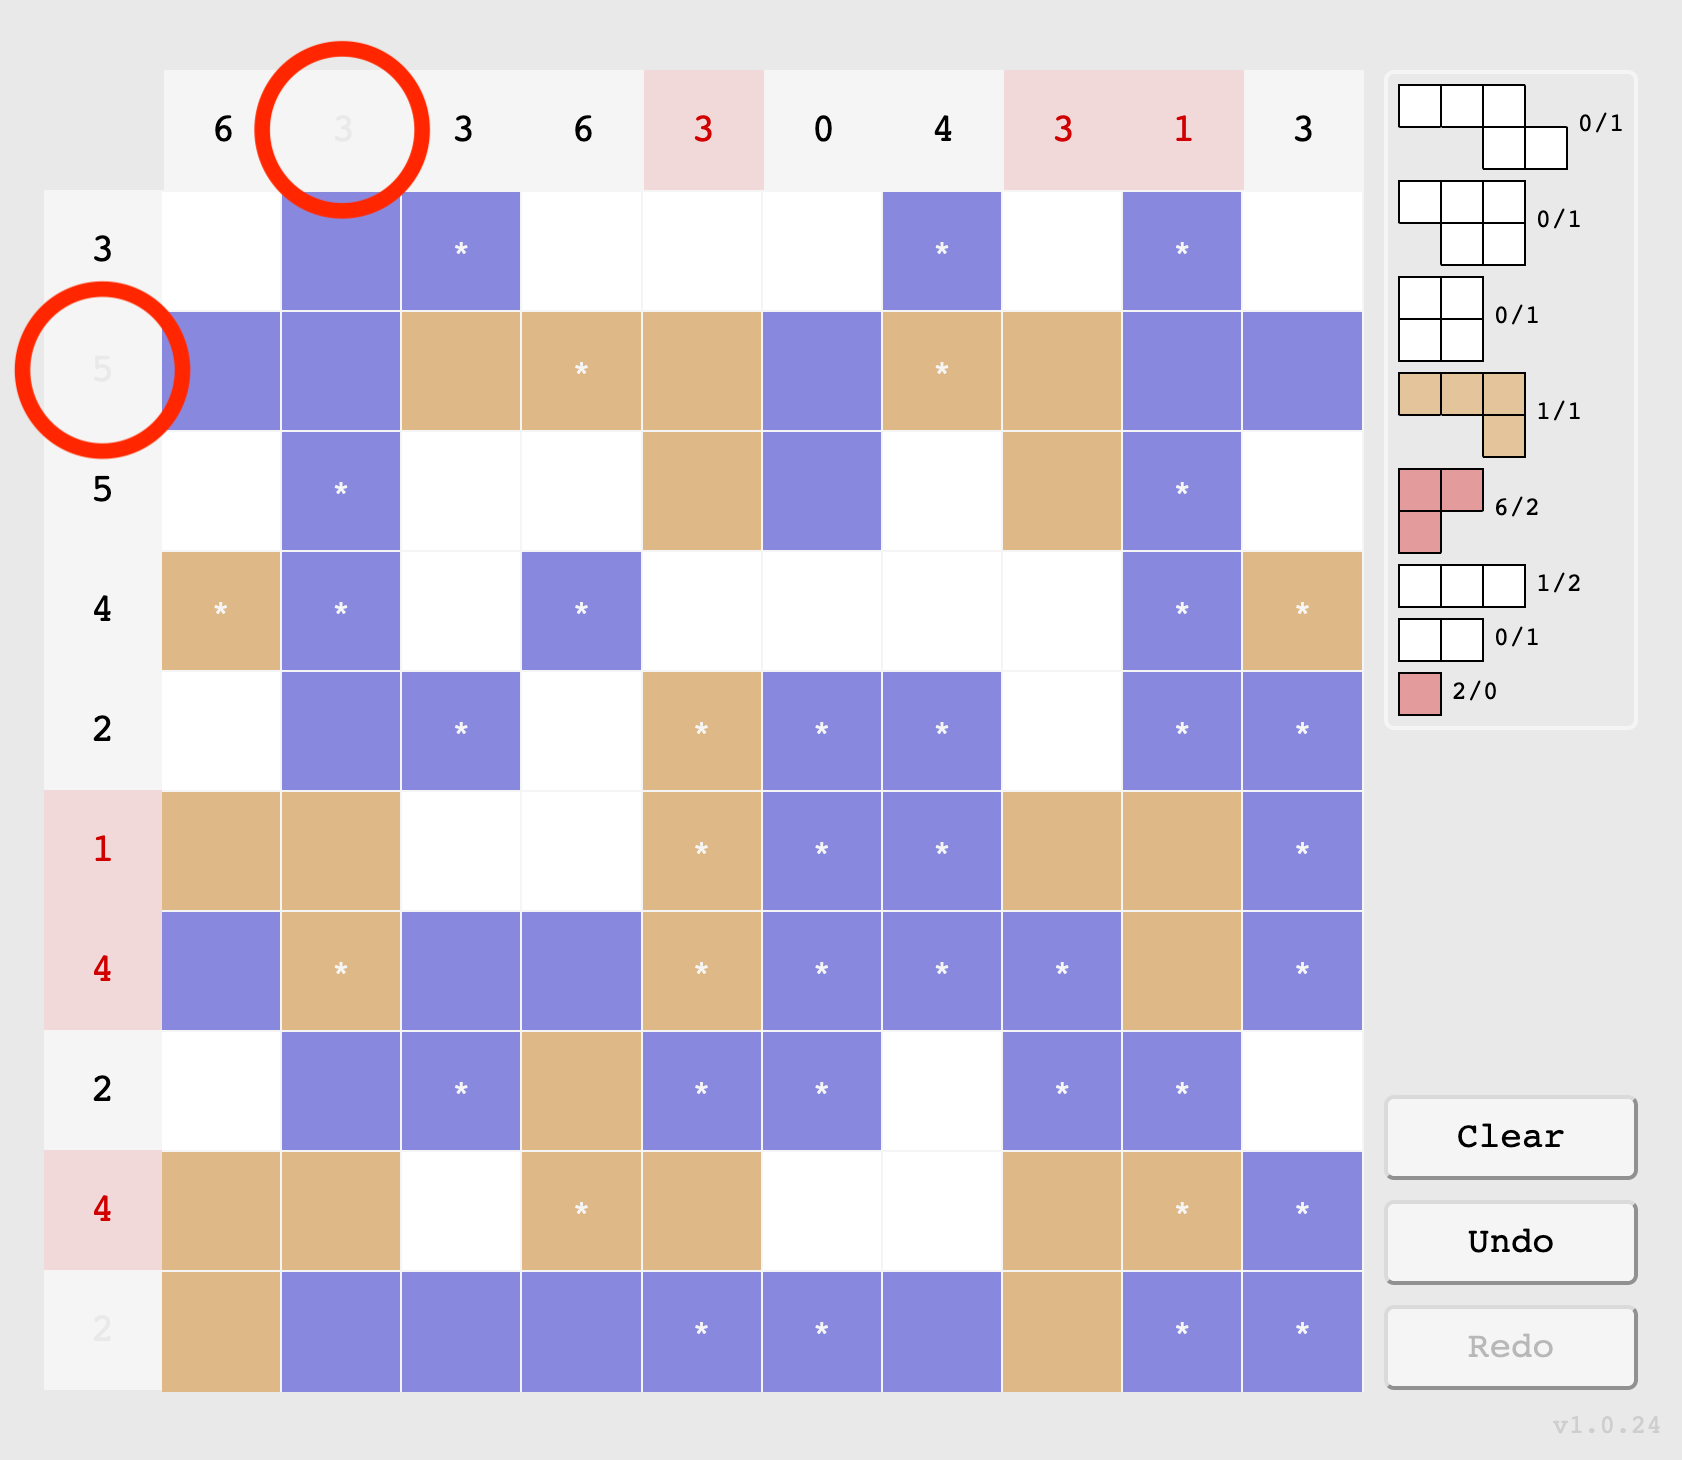 6 3 3 6 3 0 4 3 1 3
0/1
3 * * *
0/1
0/1
5 * *
1/1
5 * *
6/2
1/2
4 * * * * *
0/1
2/0
2 * * * * * *
1 * * * *
4 * * * * * *
2 * * * * *
Clear
4 * * *
Undo
2 * * * *
Redo
v1.0.24